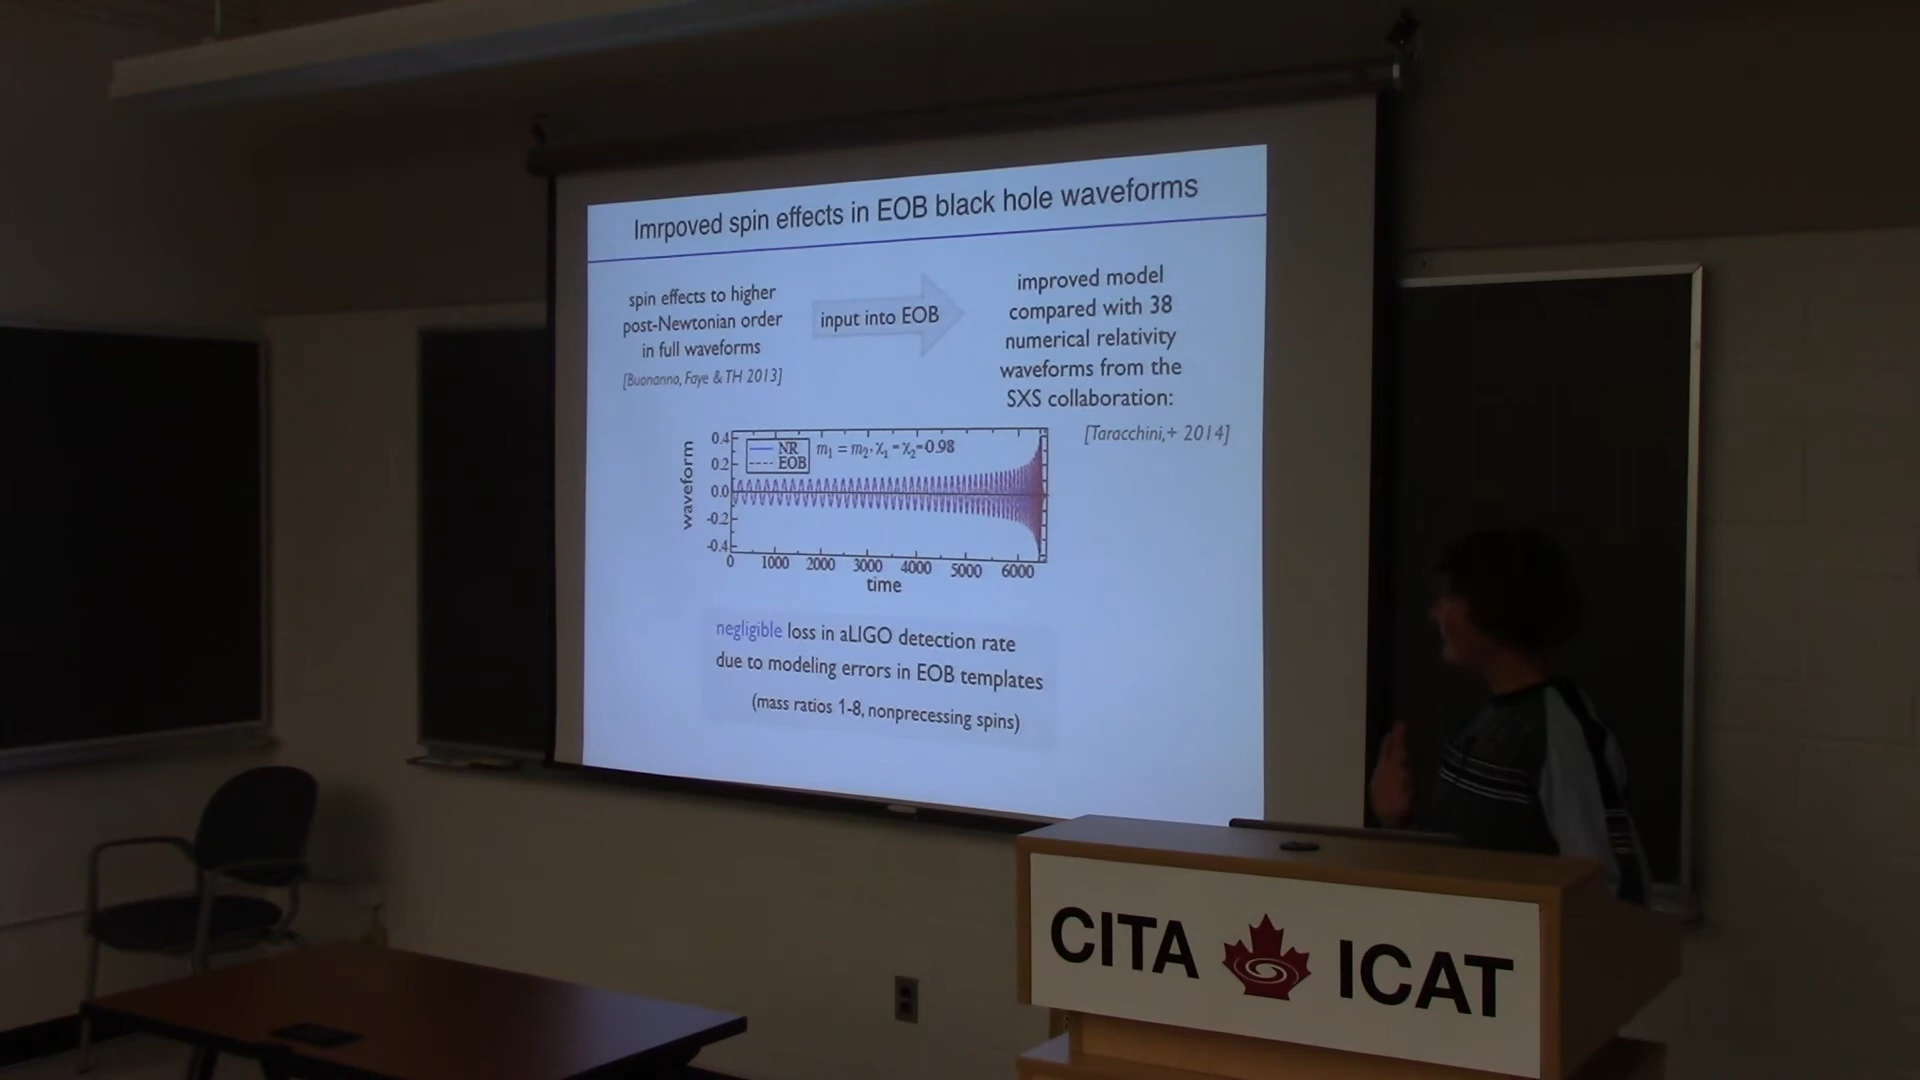 Imrpoved spin effects in EOB black hole waveforms
spin effects to higher
post-Newtonian order
in full waveforms
[Buonanno, Faye & TH 2013]
input into EOB
improved model
compared with 38
numerical relativity
waveforms from the
SXS collaboration:
[Taracchini,+ 2014]
waveform
0.4
0.2
0.0
-0.2
-0.4
NR
EOB
m₁ = m₂, χ₁ = χ₂=0.98
0 1000 2000 3000 4000 5000 6000
time
negligible loss in aLIGO detection rate
due to modeling errors in EOB templates
(mass ratios 1-8, nonprecessing spins)
CITA ICAT